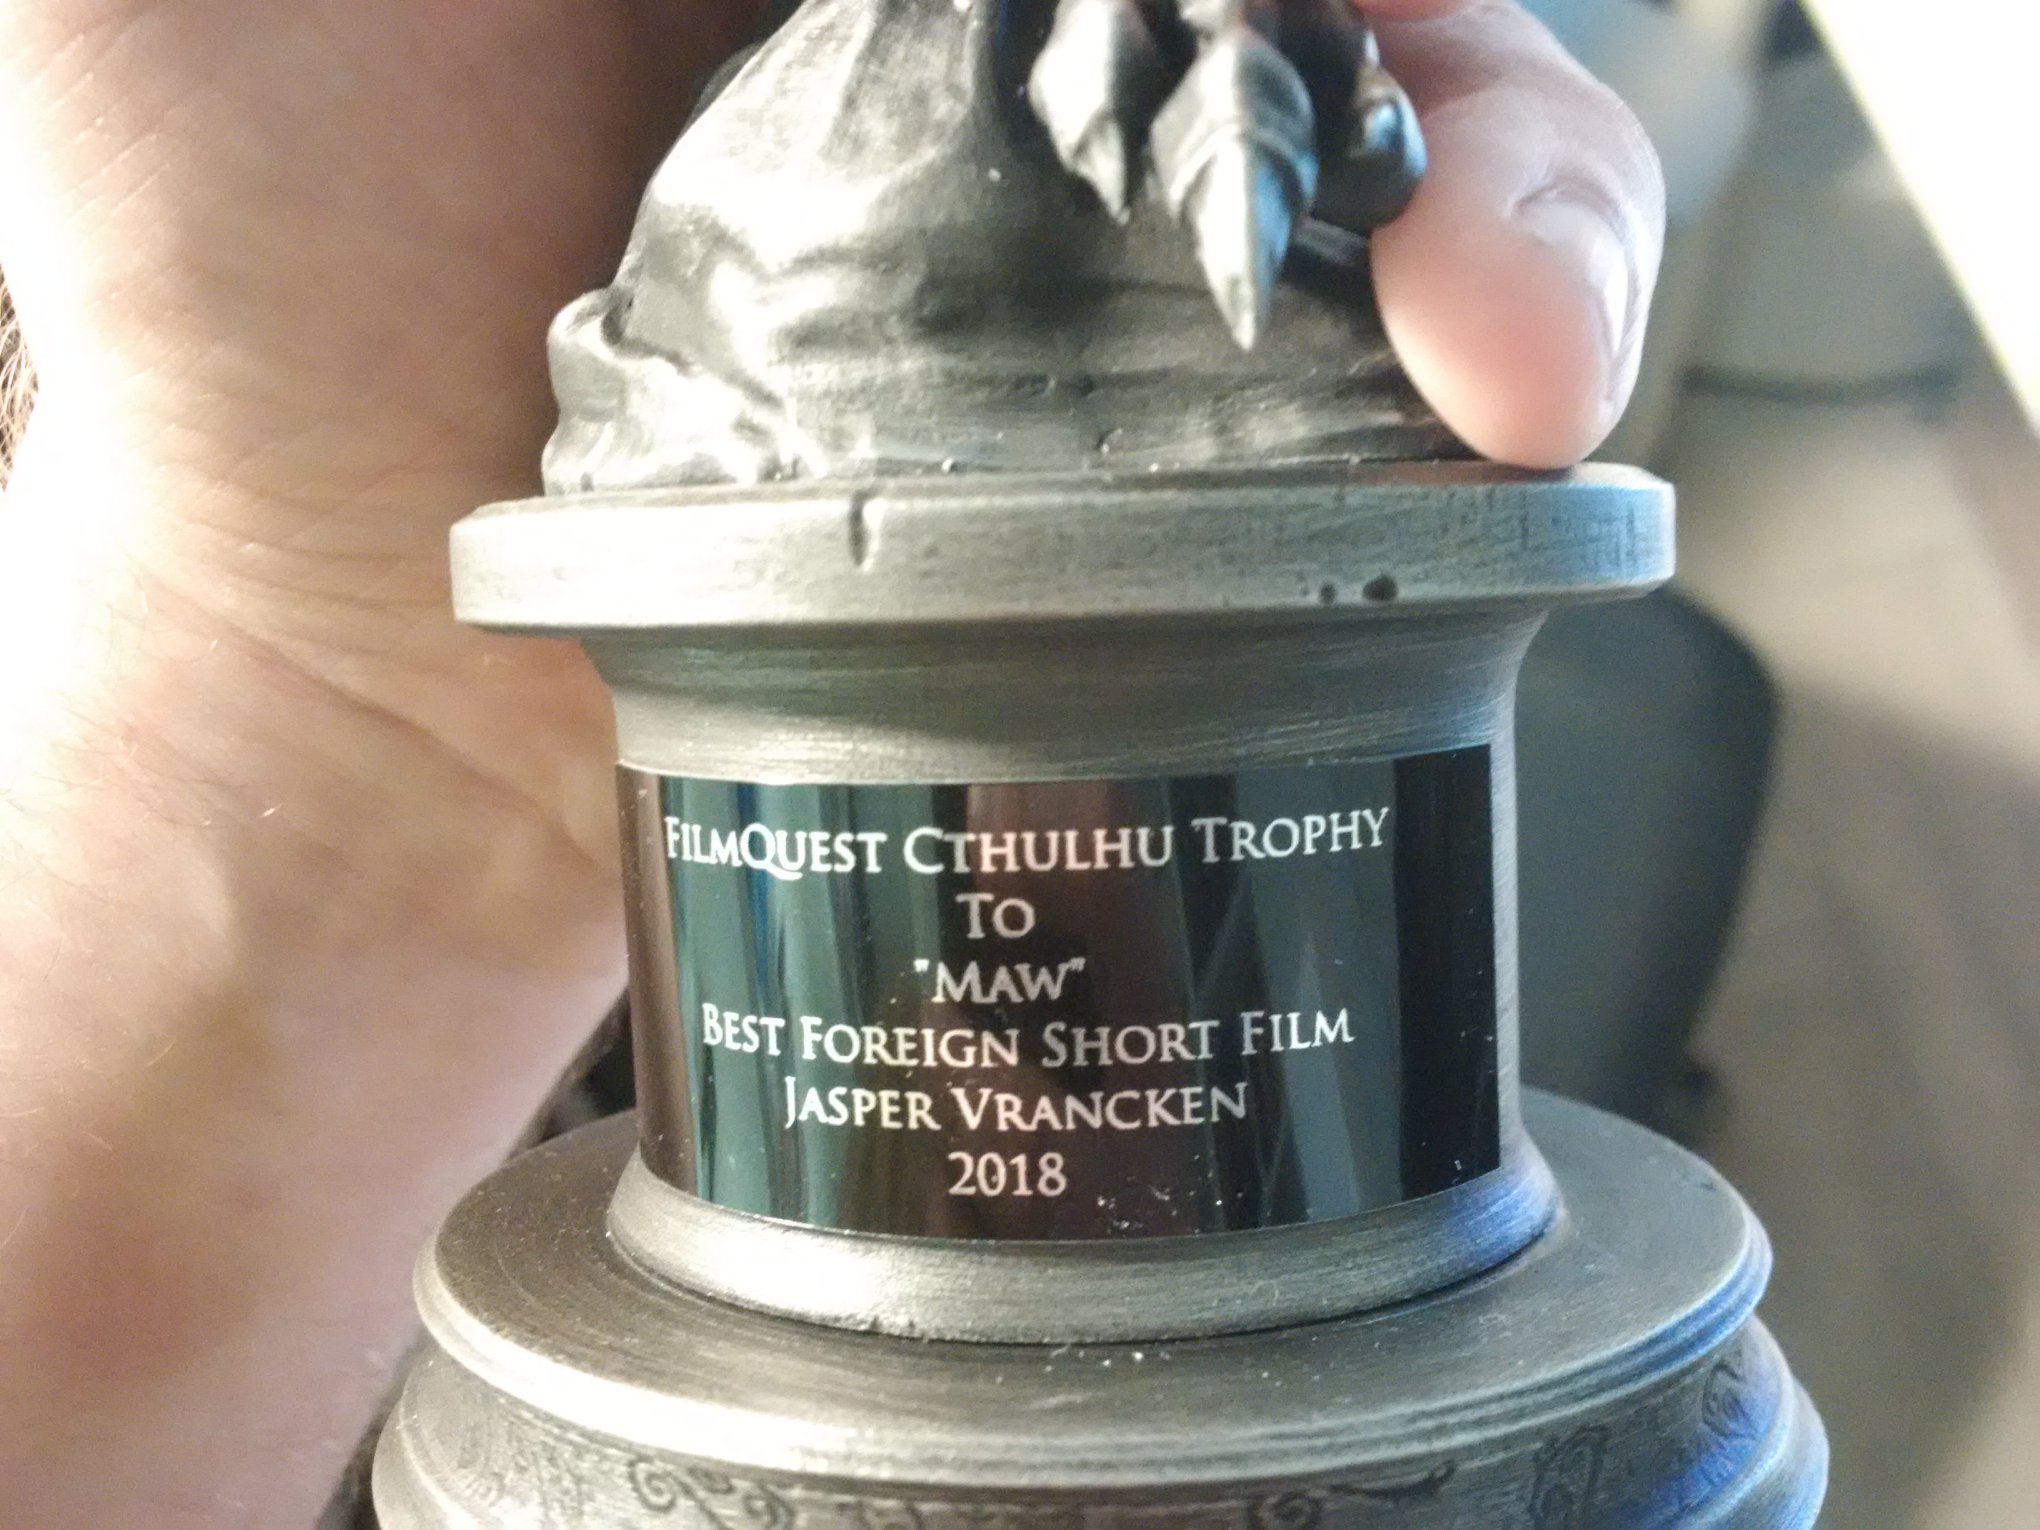 FilmQuest Cthulhu Trophy
To
"Maw"
Best Foreign Short Film
Jasper Vrancken
2018